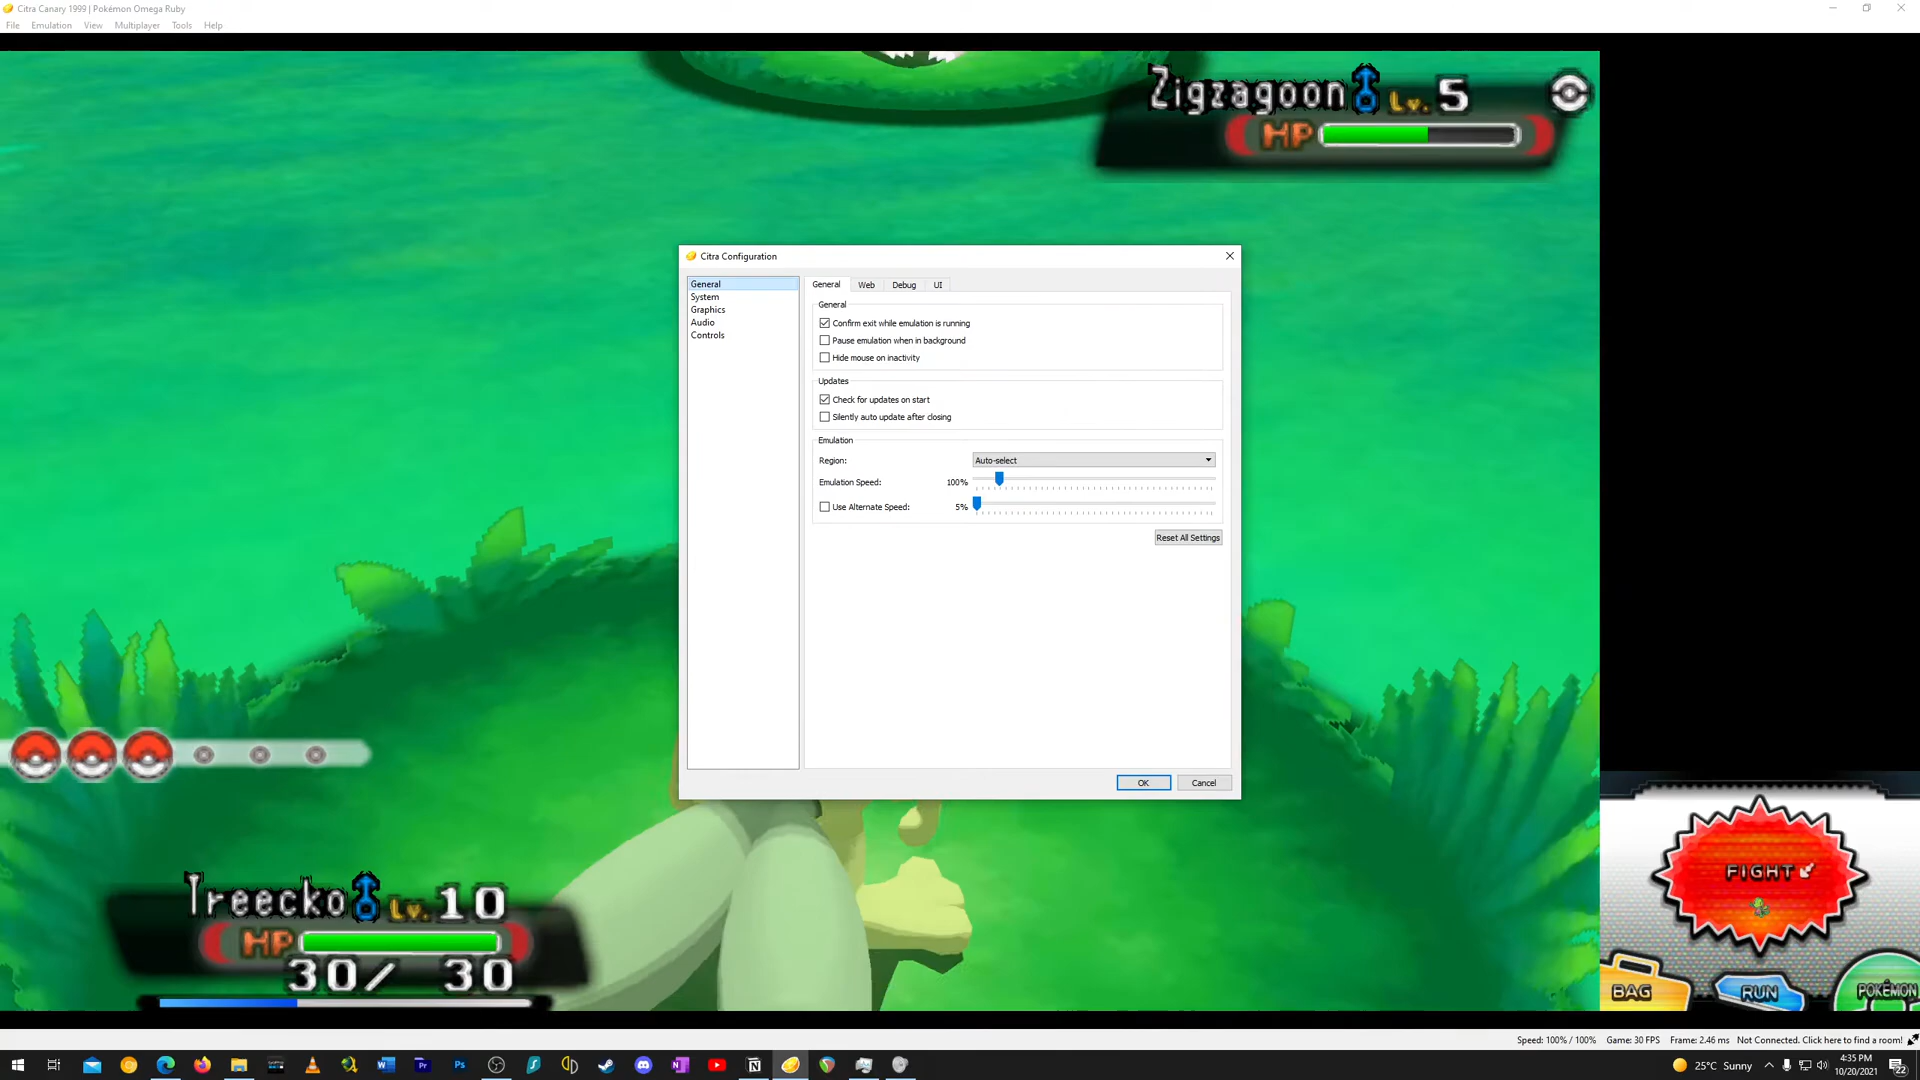 Citra Canary 1999 | Pokémon Omega Ruby
File Emulation View Multiplayer Tools Help
Zigzagoon Lv. 5
HP
Citra Configuration
General
System
Graphics
Audio
Controls
General Web Debug UI
General
Confirm exit while emulation is running
Pause emulation when in background
Hide mouse on inactivity
Updates
Check for updates on start
Silently auto update after closing
Emulation
Region: Auto-select
Emulation Speed: 100%
Use Alternate Speed: 5%
Reset All Settings
OK Cancel
Treecko Lv. 10
HP
30/ 30
FIGHT
BAG
RUN
POKÉMON
Speed: 100% / 100% Game: 30 FPS Frame: 2.46 ms Not Connected. Click here to find a room!
25°C Sunny
4:35 PM
10/20/2021
22